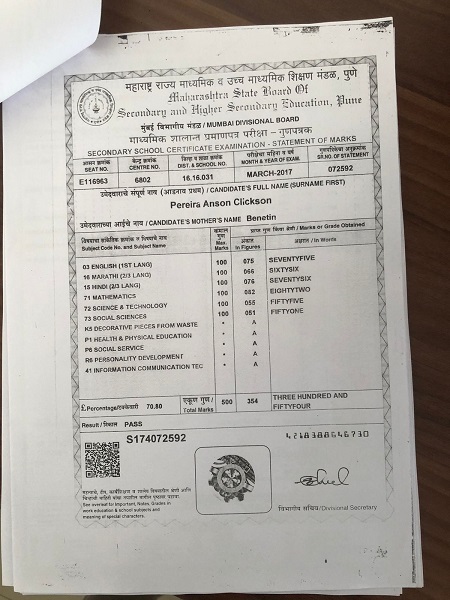 महाराष्ट्र राज्य माध्यमिक व उच्च माध्यमिक शिक्षण मंडळ, पुणे
Maharashtra State Board Of
Secondary and Higher Secondary Education, Pune
मुंबई विभागीय मंडळ / MUMBAI DIVISIONAL BOARD
माध्यमिक शालान्त प्रमाणपत्र परीक्षा - गुणपत्रक
SECONDARY SCHOOL CERTIFICATE EXAMINATION - STATEMENT OF MARKS
आसन क्रमांक केंद्र क्रमांक जिल्हा व शाळा क्रमांक परीक्षेचा महिना व वर्ष गुणपत्रिकेचा अनुक्रमांक
SEAT NO. CENTRE NO. DIST. & SCHOOL NO. MONTH & YEAR OF EXAM. SR.NO. OF STATEMENT
E116963 6802 16.16.031 MARCH-2017 072592
उमेदवाराचे संपूर्ण नाव (आडनाव प्रथम) / CANDIDATE'S FULL NAME (SURNAME FIRST)
Pereira Anson Clickson
उमेदवाराच्या आईचे नाव / CANDIDATE'S MOTHER'S NAME Benetin
विषयाचा सांकेतिक क्रमांक व विषयाचे नाव कमाल गुण प्राप्त गुण किंवा श्रेणी / Marks or Grade Obtained
Subject Code No. and Subject Name Max. Marks अंकात In Figures अक्षरात / In Words
03 ENGLISH (1ST LANG) 100 075 SEVENTYFIVE
16 MARATHI (2/3 LANG) 100 066 SIXTYSIX
15 HINDI (2/3 LANG) 100 076 SEVENTYSIX
71 MATHEMATICS 100 082 EIGHTYTWO
72 SCIENCE & TECHNOLOGY 100 055 FIFTYFIVE
73 SOCIAL SCIENCES 100 051 FIFTYONE
K5 DECORATIVE PIECES FROM WASTE * A
P1 HEALTH & PHYSICAL EDUCATION * A
P6 SOCIAL SERVICE * A
R6 PERSONALITY DEVELOPMENT * A
41 INFORMATION COMMUNICATION TEC * A
£ Percentage/टक्केवारी 70.80 एकूण गुण / Total Marks 500 354 THREE HUNDRED AND FIFTYFOUR
Result / निकाल PASS
S174072592
विभागीय सचिव/Divisional Secretary
See overleaf for Important, Notes, Grades in
work education & school subjects and
meaning of special characters.